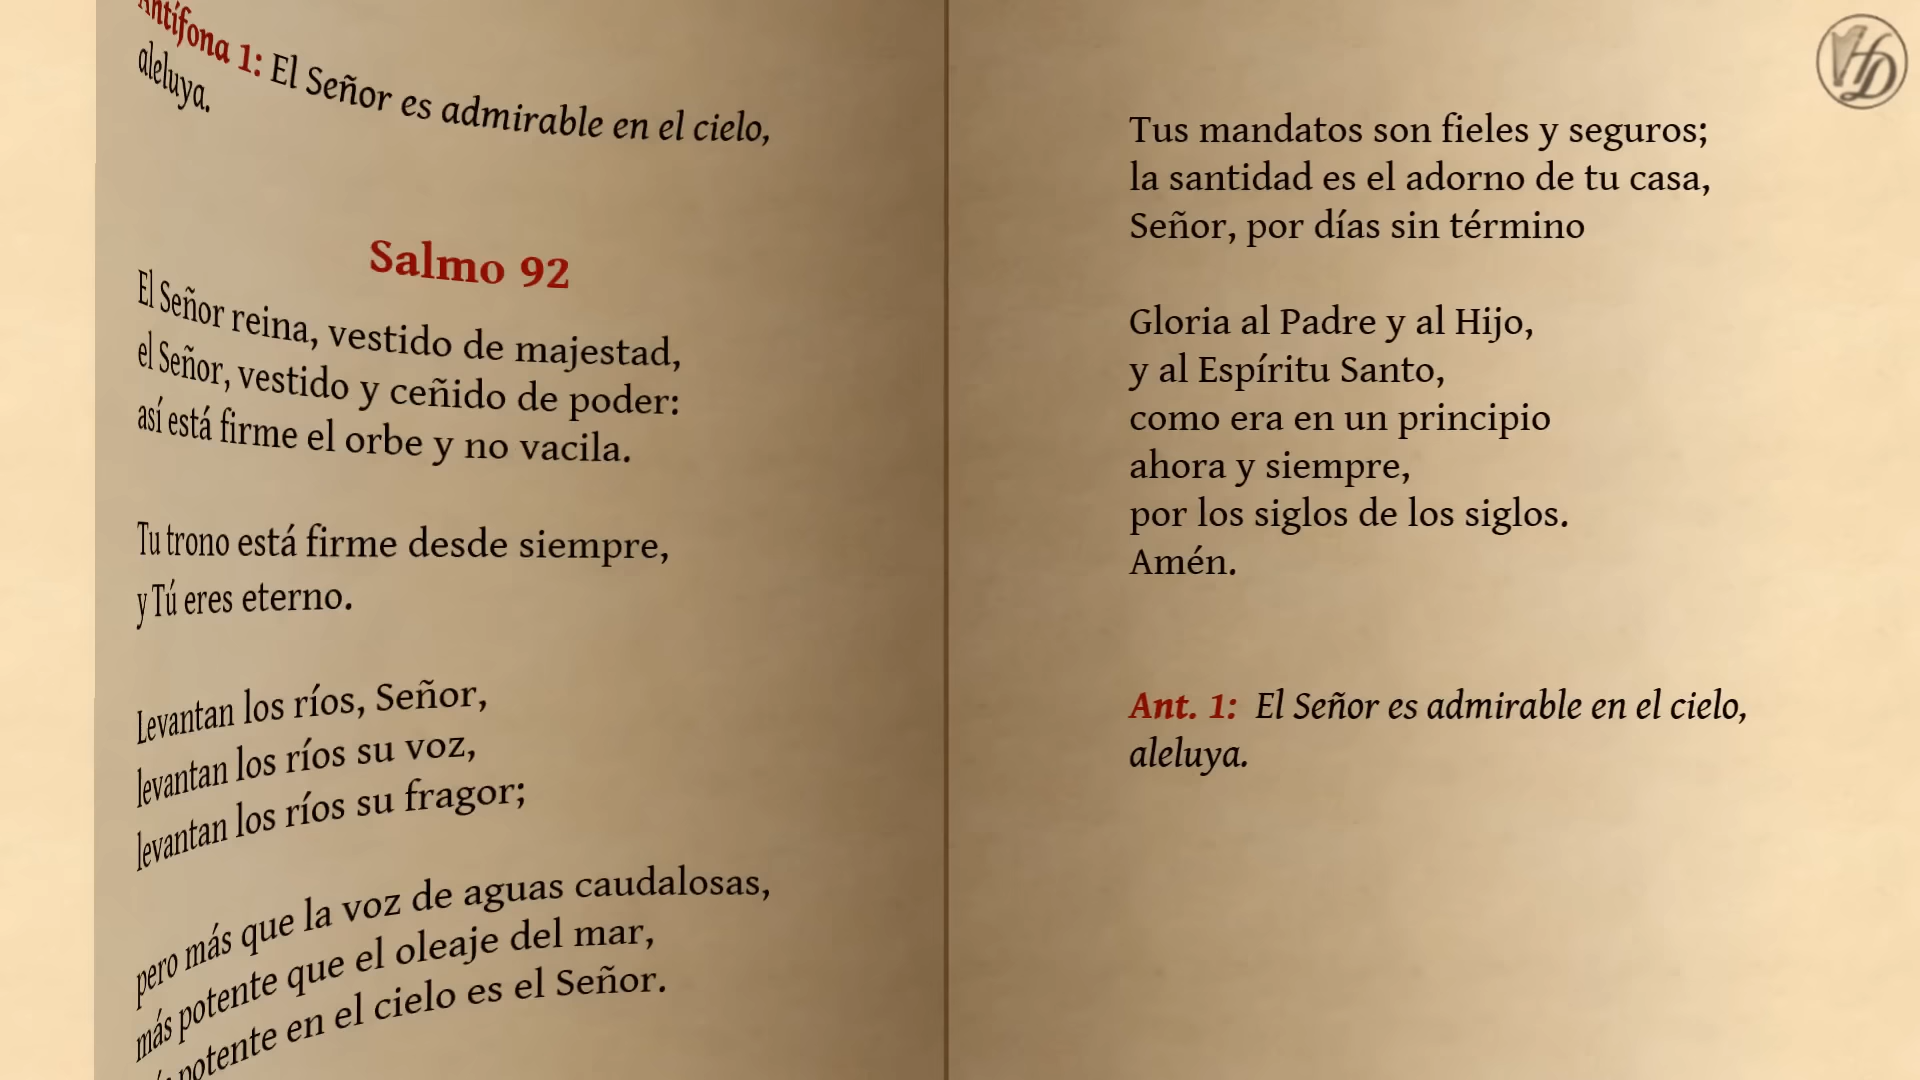 Antífona 1: El Señor es admirable en el cielo,
aleluya.
Salmo 92
El Señor reina, vestido de majestad,
el Señor, vestido y ceñido de poder:
así está firme el orbe y no vacila.
Tu trono está firme desde siempre,
y Tú eres eterno.
Levantan los ríos, Señor,
levantan los ríos su voz,
levantan los ríos su fragor;
pero más que la voz de aguas caudalosas,
más potente que el oleaje del mar,
potente en el cielo es el Señor.
HD
Tus mandatos son fieles y seguros;
la santidad es el adorno de tu casa,
Señor, por días sin término
Gloria al Padre y al Hijo,
y al Espíritu Santo,
como era en un principio
ahora y siempre,
por los siglos de los siglos.
Amén.
Ant. 1: El Señor es admirable en el cielo,
aleluya.